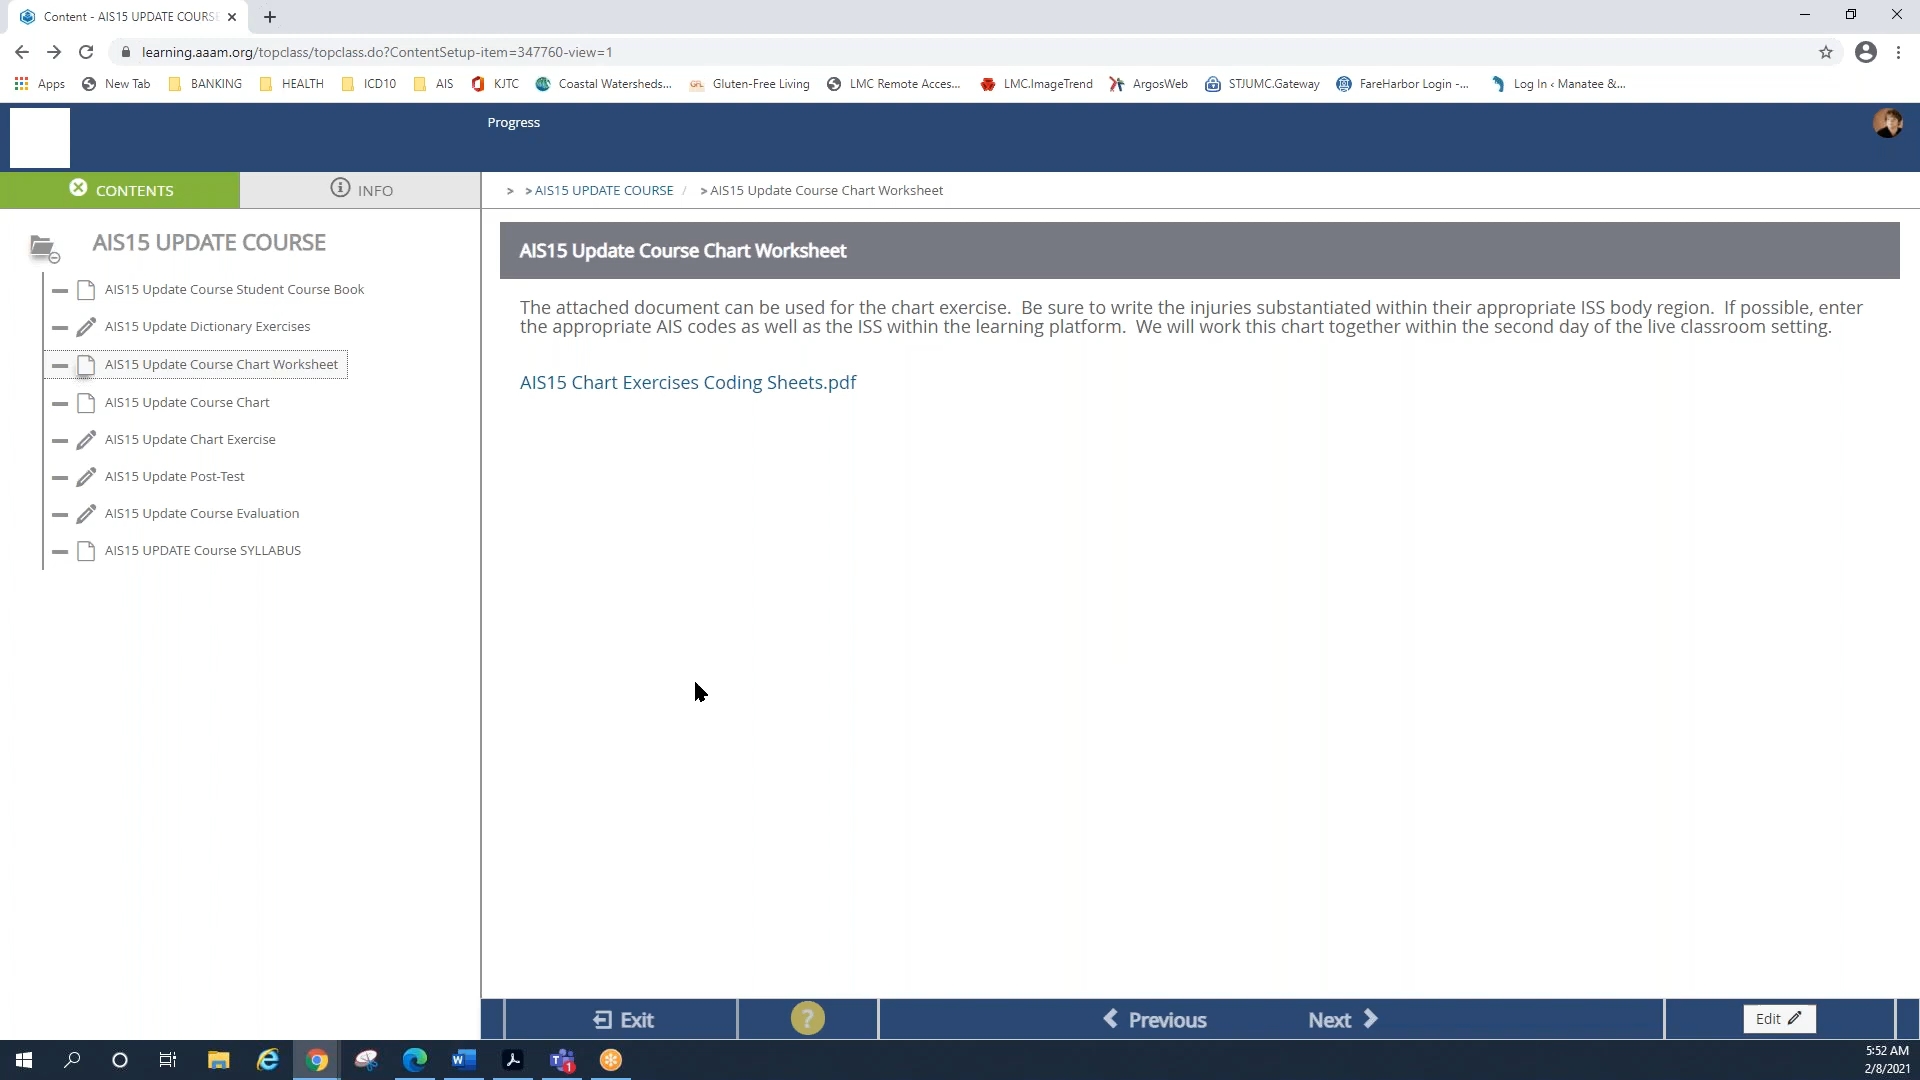 Content - AIS15 UPDATE COURSE
learning.aaam.org/topclass/topclass.do?ContentSetup-item=347760-view=1
Apps New Tab BANKING HEALTH ICD10 AIS KJTC Coastal Watersheds... Gluten-Free Living LMC Remote Acces... LMC.ImageTrend ArgosWeb STJUMC.Gateway FareHarbor Login -... Log In ‹ Manatee &...
Progress
CONTENTS INFO
> > AIS15 UPDATE COURSE / > AIS15 Update Course Chart Worksheet
AIS15 UPDATE COURSE
AIS15 Update Course Student Course Book
AIS15 Update Dictionary Exercises
AIS15 Update Course Chart Worksheet
AIS15 Update Course Chart
AIS15 Update Chart Exercise
AIS15 Update Post-Test
AIS15 Update Course Evaluation
AIS15 UPDATE Course SYLLABUS
AIS15 Update Course Chart Worksheet
The attached document can be used for the chart exercise. Be sure to write the injuries substantiated within their appropriate ISS body region. If possible, enter
the appropriate AIS codes as well as the ISS within the learning platform. We will work this chart together within the second day of the live classroom setting.
AIS15 Chart Exercises Coding Sheets.pdf
Exit ? Previous Next Edit
5:52 AM
2/8/2021